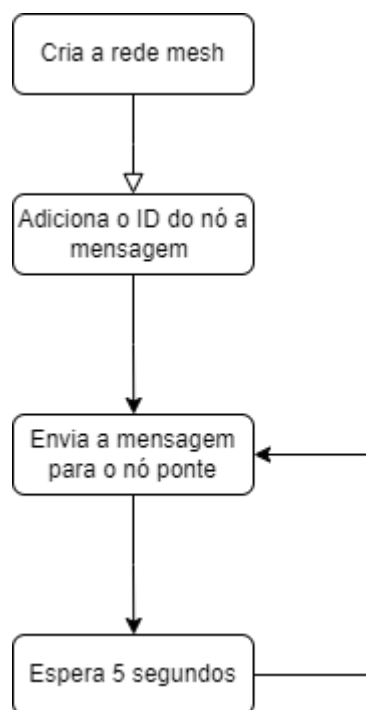 Cria a rede mesh
Adiciona o ID do nó a
mensagem
Envia a mensagem
para o nó ponte
Espera 5 segundos